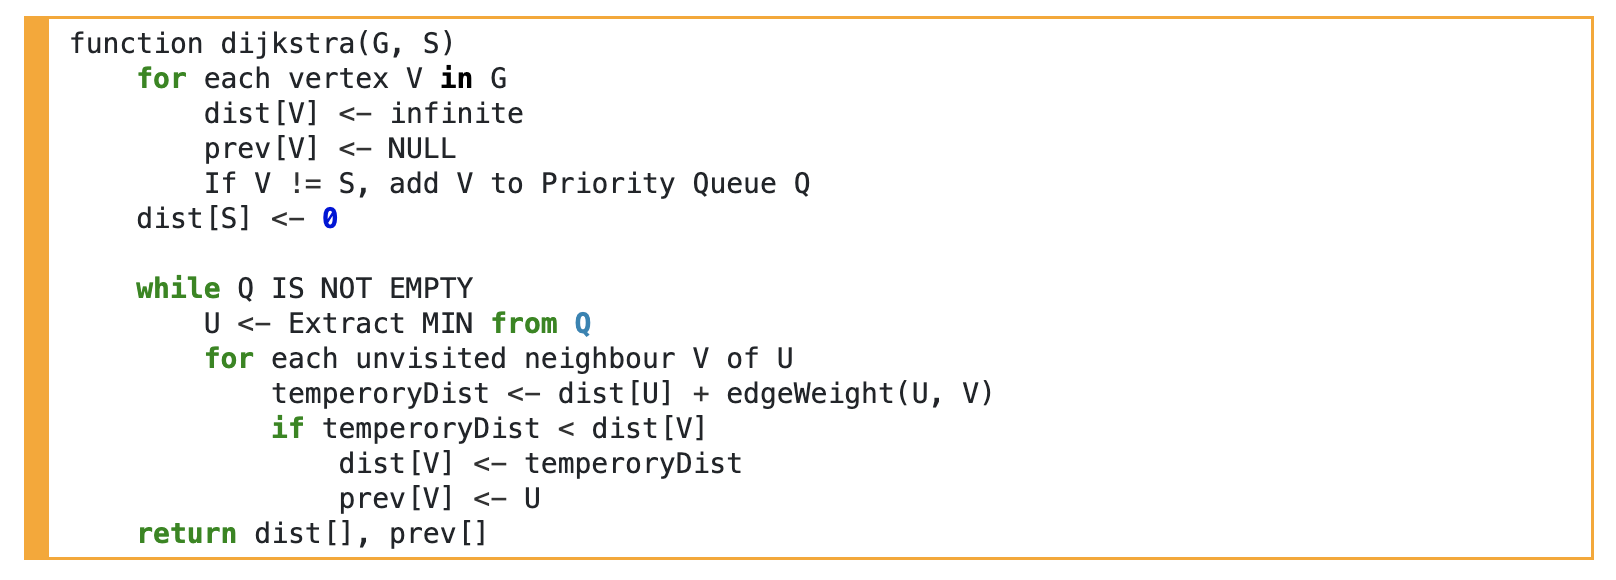 function dijkstra(G, S)
    for each vertex V in G
        dist[V] <- infinite
        prev[V] <- NULL
        If V != S, add V to Priority Queue Q
    dist[S] <- 0

    while Q IS NOT EMPTY
        U <- Extract MIN from Q
        for each unvisited neighbour V of U
            temperoryDist <- dist[U] + edgeWeight(U, V)
            if temperoryDist < dist[V]
                dist[V] <- temperoryDist
                prev[V] <- U
    return dist[], prev[]